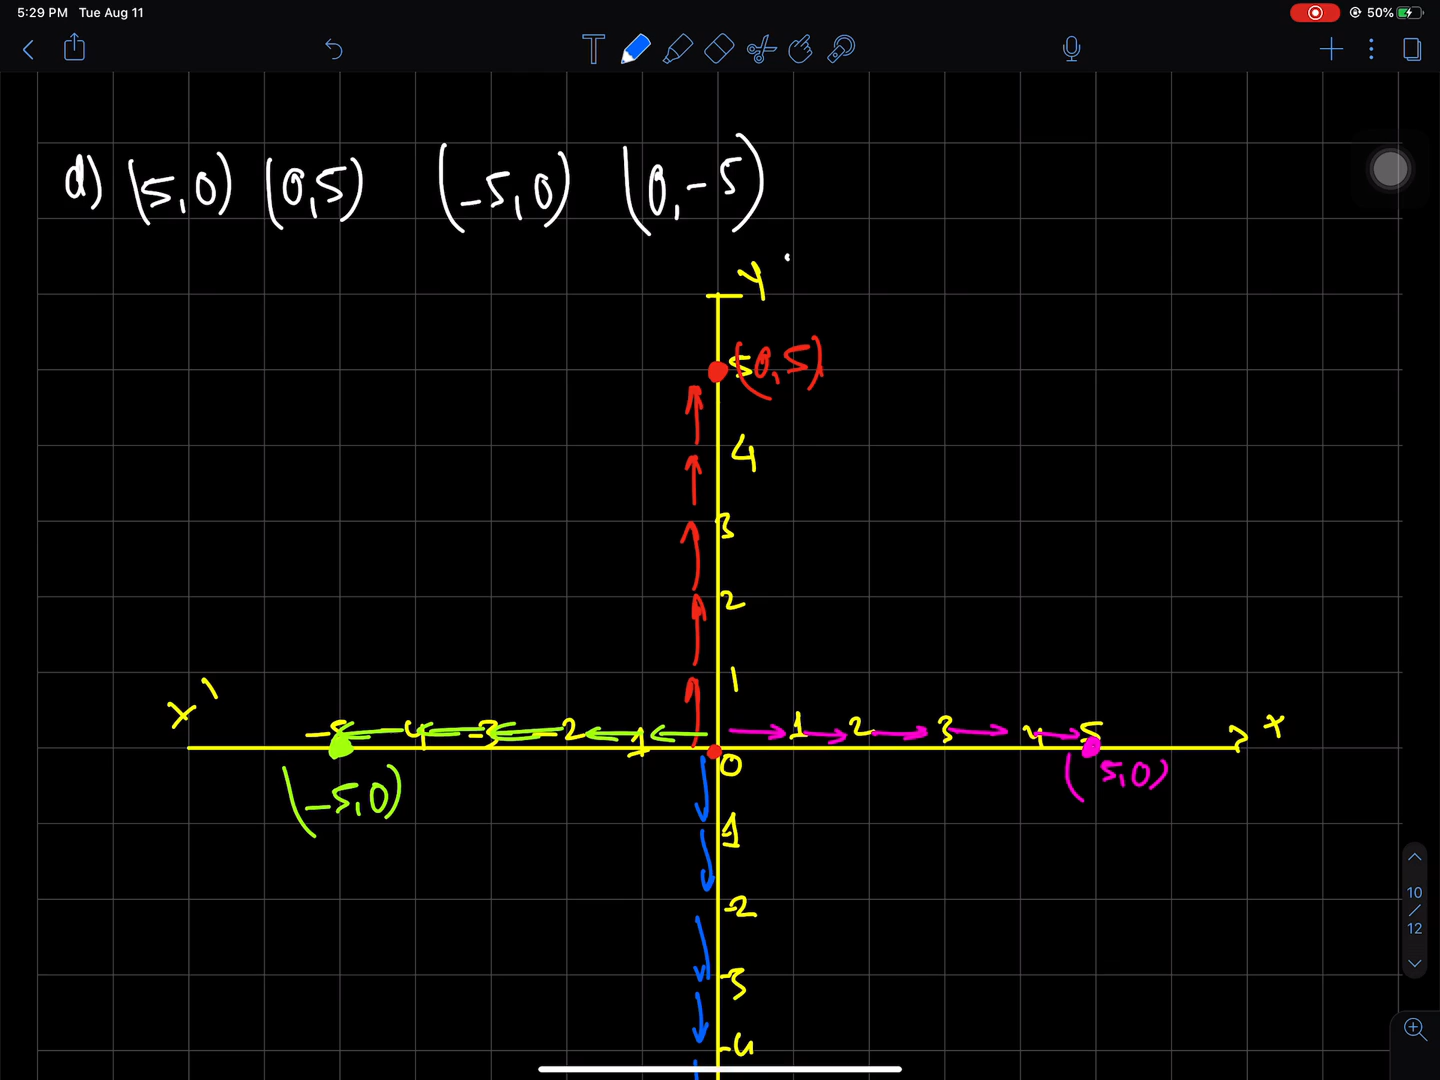 5:29 PM Tue Aug 11
50%
T
d) (5,0) (0,5) (-5,0) (0,-5)
y
5 (0,5)
4
3
2
1
x'
-5 -4 -3 -2 -1 1 2 3 4 5 x
0
(-5,0) (5,0)
-1
-2
-3
-4
10
/
12